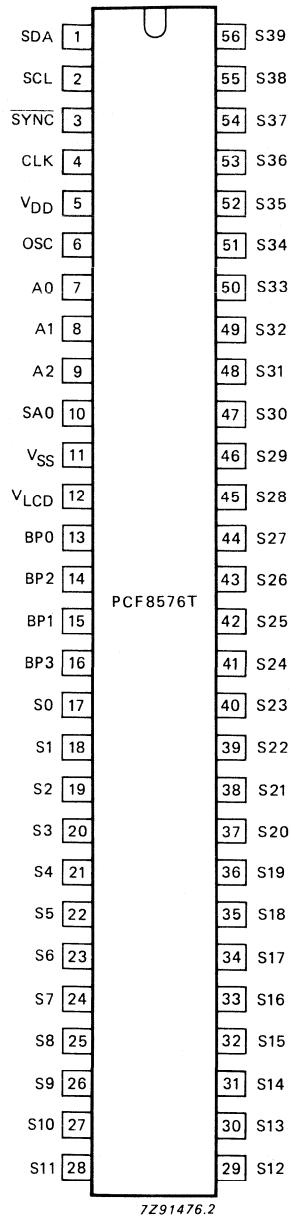 SDA 1 56 S39
SCL 2 55 S38
SYNC 3 54 S37
CLK 4 53 S36
VDD 5 52 S35
OSC 6 51 S34
A0 7 50 S33
A1 8 49 S32
A2 9 48 S31
SA0 10 47 S30
VSS 11 46 S29
VLCD 12 45 S28
BP0 13 44 S27
BP2 14 43 S26
PCF8576T
BP1 15 42 S25
BP3 16 41 S24
S0 17 40 S23
S1 18 39 S22
S2 19 38 S21
S3 20 37 S20
S4 21 36 S19
S5 22 35 S18
S6 23 34 S17
S7 24 33 S16
S8 25 32 S15
S9 26 31 S14
S10 27 30 S13
S11 28 29 S12
7Z91476.2